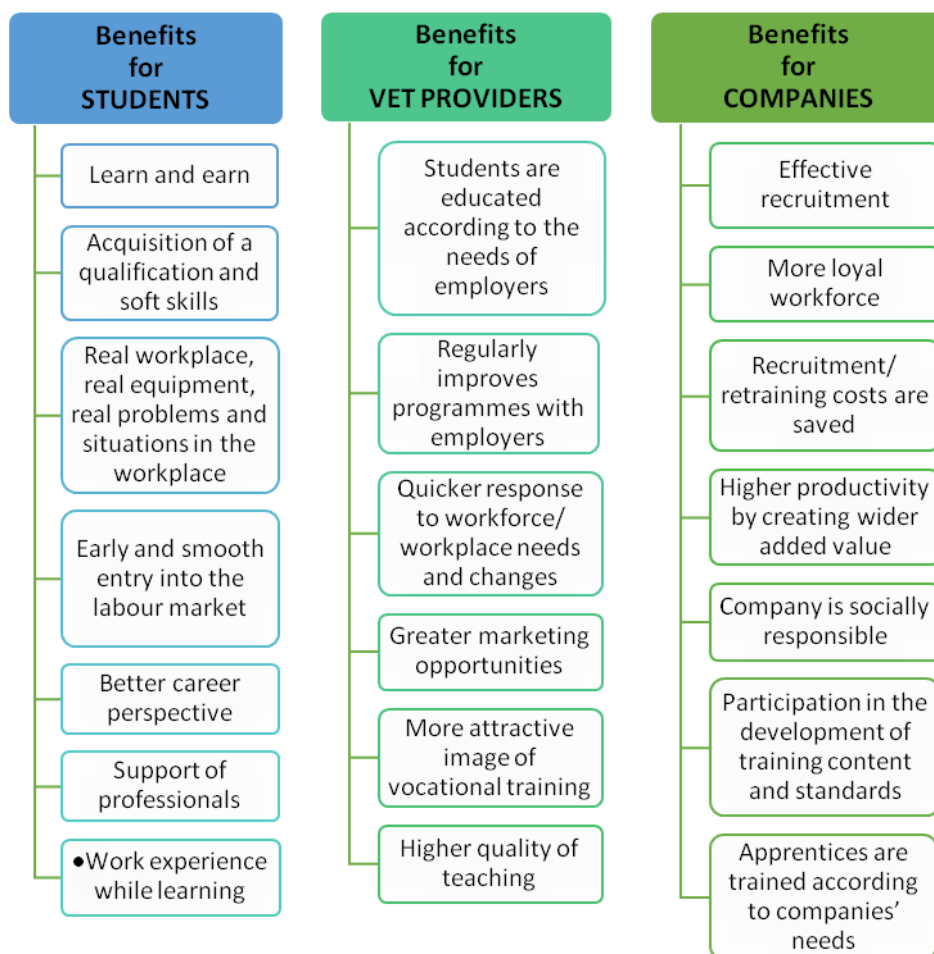 Benefits
for
STUDENTS
Learn and earn
Acquisition of a
qualification and
soft skills
Real workplace,
real equipment,
real problems and
situations in the
workplace
Early and smooth
entry into the
labour market
Better career
perspective
Support of
professionals
•Work experience
while learning
Benefits
for
VET PROVIDERS
Students are
educated
according to the
needs of
employers
Regularly
improves
programmes with
employers
Quicker response
to workforce/
workplace needs
and changes
Greater marketing
opportunities
More attractive
image of
vocational training
Higher quality of
teaching
Benefits
for
COMPANIES
Effective
recruitment
More loyal
workforce
Recruitment/
retraining costs are
saved
Higher productivity
by creating wider
added value
Company is socially
responsible
Participation in the
development of
training content
and standards
Apprentices are
trained according
to companies’
needs